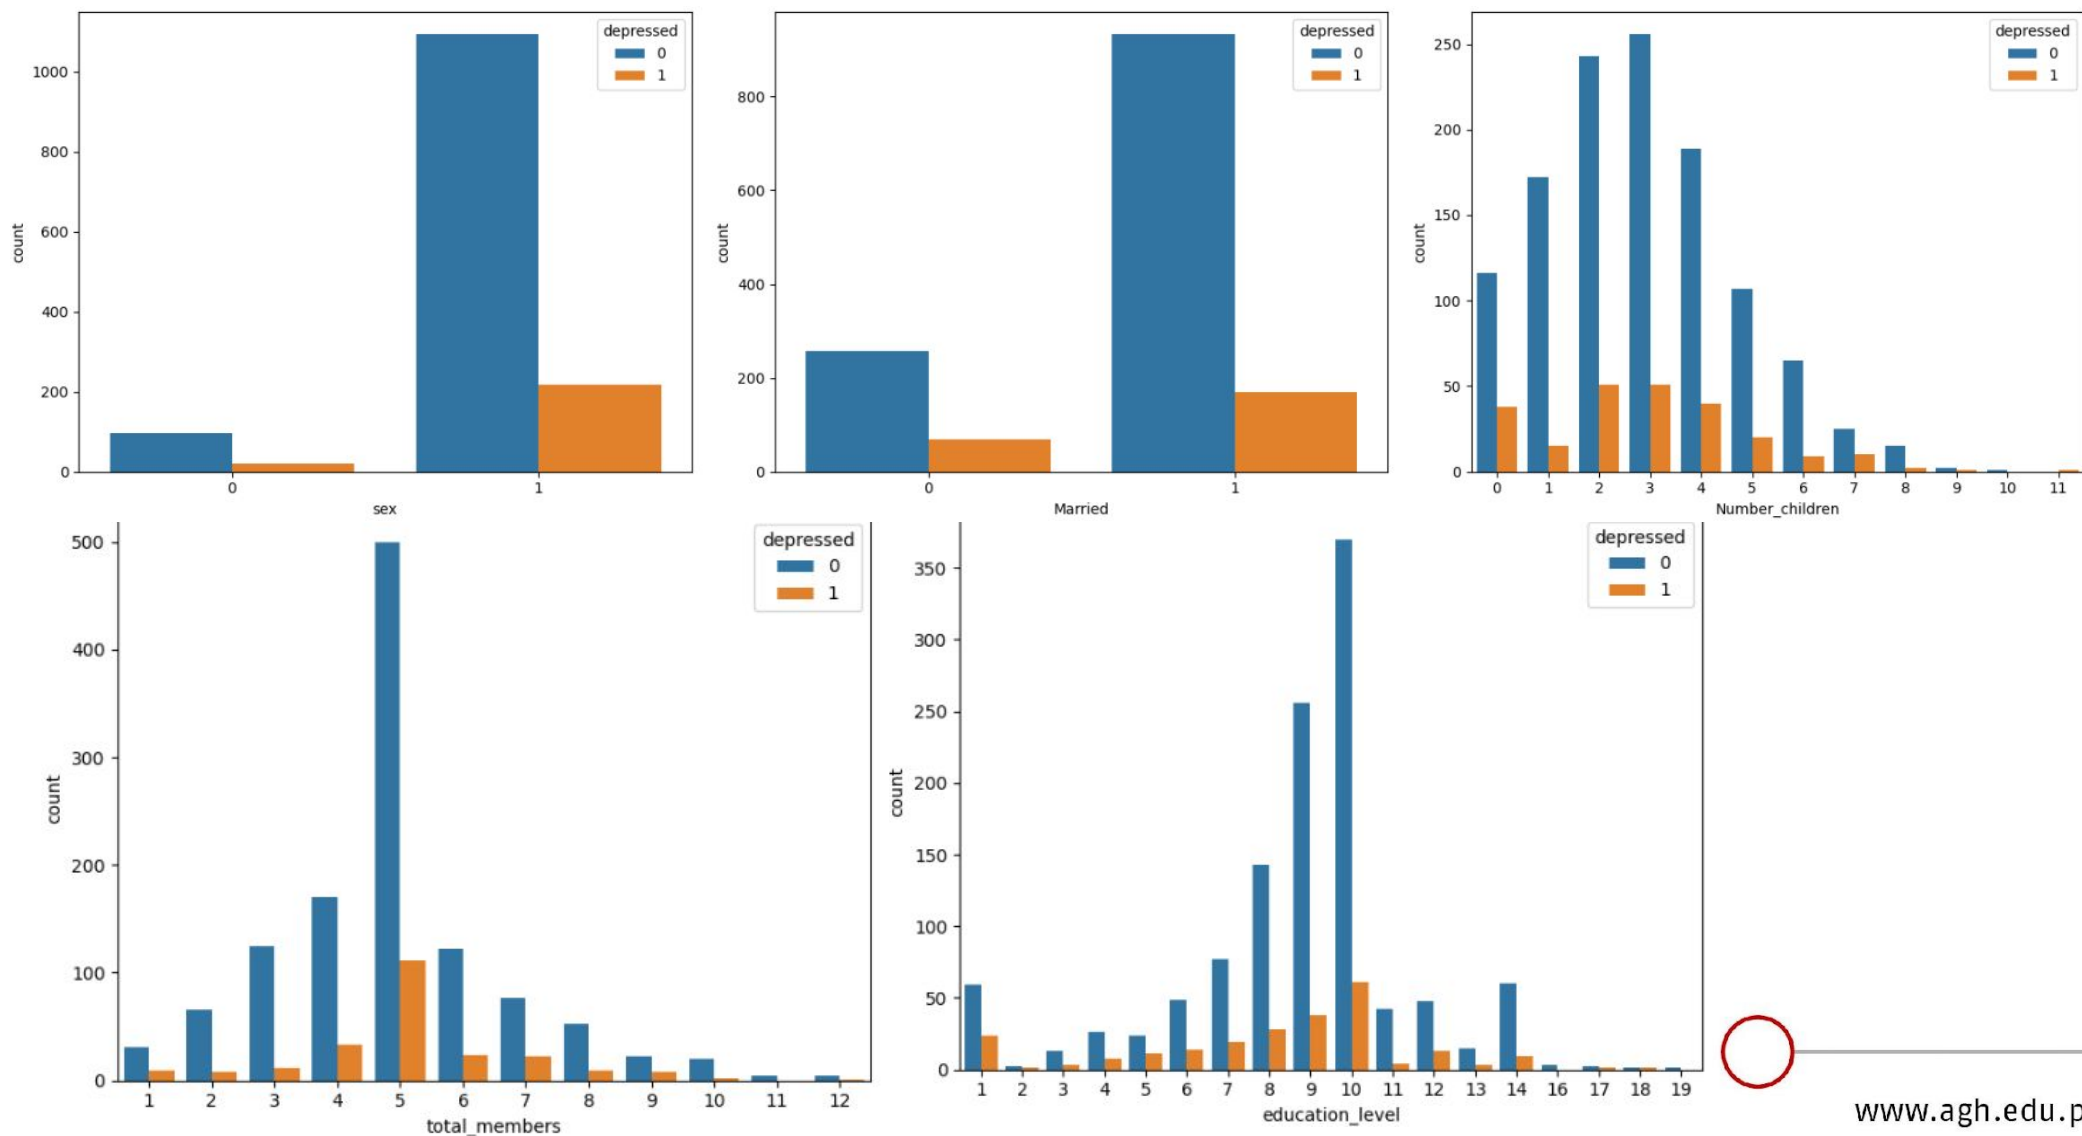 depressed
0
1
1000
800
600
400
200
0
count
0 1
sex
depressed
0
1
800
600
400
200
0
count
0 1
Married
depressed
0
1
250
200
150
100
50
0
count
0 1 2 3 4 5 6 7 8 9 10 11
Number_children
depressed
0
1
500
400
300
200
100
0
count
1 2 3 4 5 6 7 8 9 10 11 12
total_members
depressed
0
1
350
300
250
200
150
100
50
0
count
1 2 3 4 5 6 7 8 9 10 11 12 13 14 16 17 18 19
education_level
www.agh.edu.p